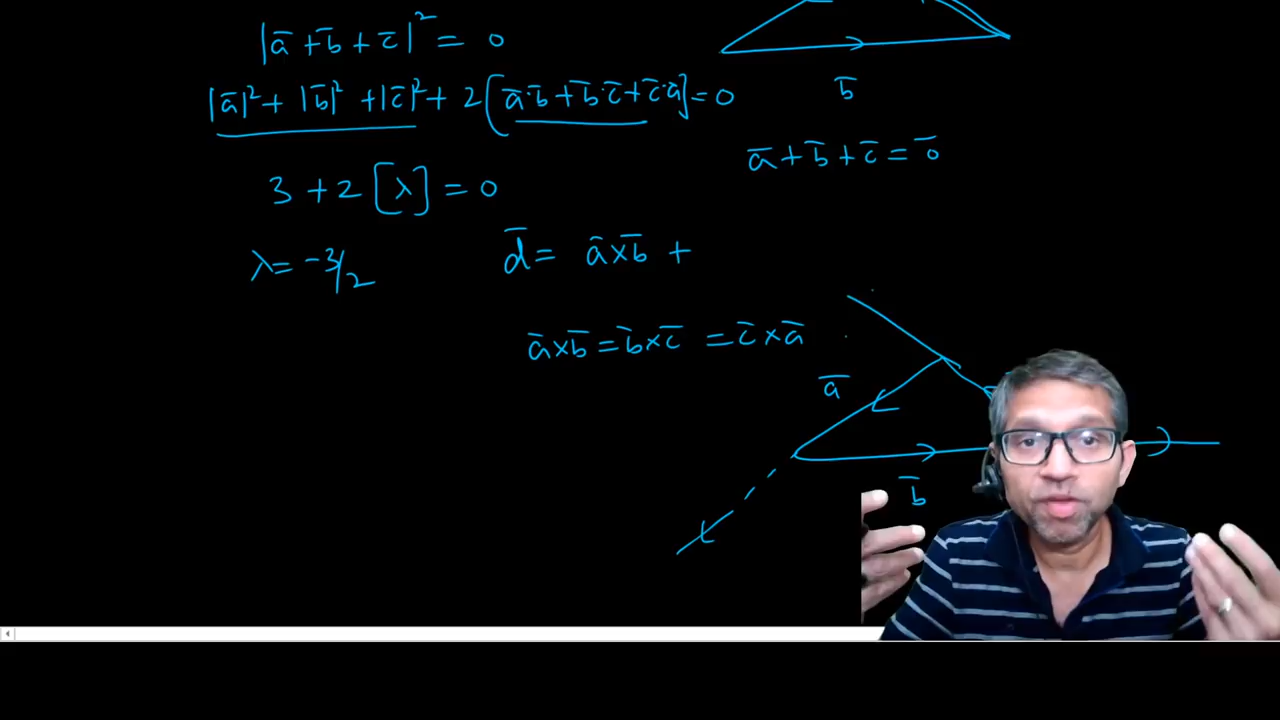 |a̅ + b̅ + c̅|² = 0
|a̅|² + |b̅|² + |c̅|² + 2[a̅·b̅ + b̅·c̅ + c̅·a̅] = 0
b̅
a̅ + b̅ + c̅ = 0̅
3 + 2[λ] = 0
λ = -3/2
d̅ = a̅ × b̅ +
a̅ × b̅ = b̅ × c̅ = c̅ × a̅
a̅
b̅